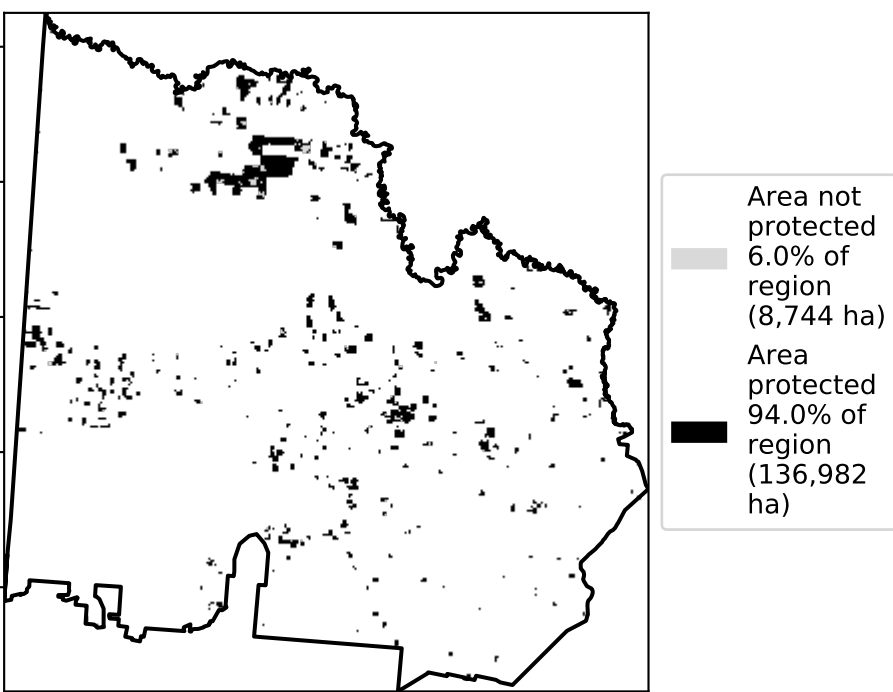 Area not
protected
6.0% of
region
(8,744 ha)
Area
protected
94.0% of
region
(136,982
ha)